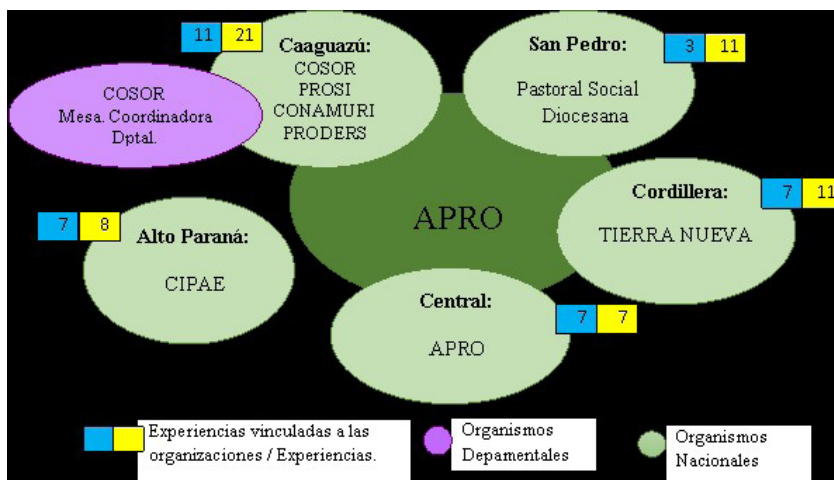 11 21
Caaguazú:
COSOR
PROSI
CONAMURI
PRODERS
COSOR
Mesa. Coordinadora
Dptal.
San Pedro:
3 11
Pastoral Social
Diocesana
APRO
Cordillera:
7 11
TIERRA NUEVA
7 8
Alto Paraná:
CIPAE
Central:
7 7
APRO
Experiencias vinculadas a las
organizaciones / Experiencias.
Organismos
Depamentales
Organismos
Nacionales